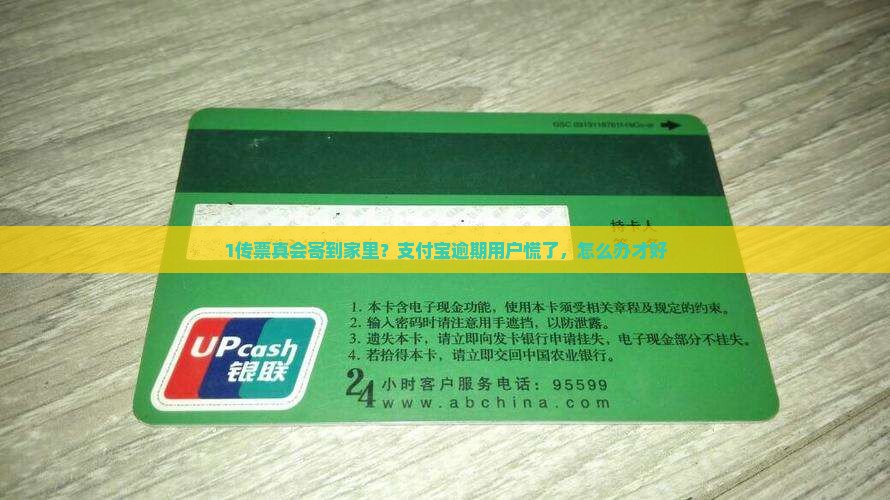 持卡人
1传票真会寄到家里？支付宝逾期用户慌了，怎么办才好
1. 本卡含电子现金功能，使用本卡须受相关章程及规定的约束。
2. 输入密码时请注意用手遮挡，以防泄露。
3. 遗失本卡，请立即向发卡银行申请挂失，电子现金部分不挂失。
4. 若拾得本卡，请立即交回中国农业银行。
UPcash
银联
24小时客户服务电话：95599
www.abchina.com